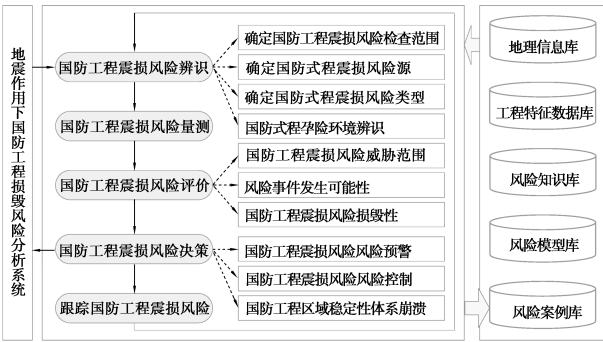 地震作用下国防工程损毁风险分析系统
国防工程震损风险辨识
国防工程震损风险量测
国防工程震损风险评价
国防工程震损风险决策
跟踪国防工程震损风险
确定国防工程震损风险检查范围
确定国防式程震损风险源
确定国防式程震损风险类型
国防式程孕险环境辨识
国防工程震损风险威胁范围
风险事件发生可能性
国防工程震损风险损毁性
国防工程震损风险风险预警
国防工程震损风险风险控制
国防工程区域稳定性体系崩溃
地理信息库
工程特征数据库
风险知识库
风险模型库
风险案例库